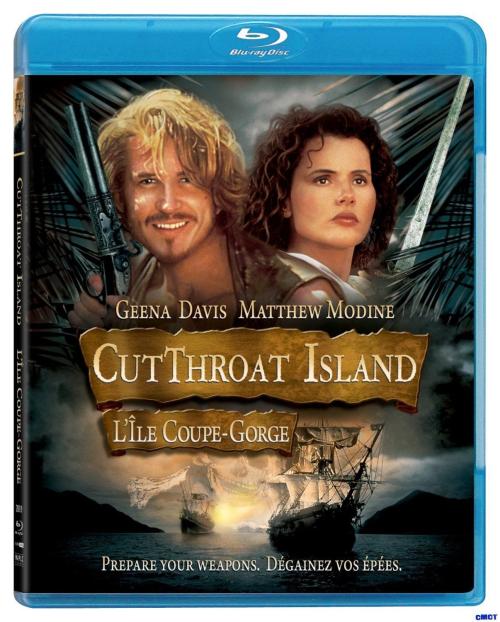 Blu-ray Disc
GEENA DAVIS MATTHEW MODINE
CUTTHROAT ISLAND
L'ÎLE COUPE-GORGE
PREPARE YOUR WEAPONS. DÉGAINEZ VOS ÉPÉES.
CUTTHROAT ISLAND L'ÎLE COUPE-GORGE
CMCT